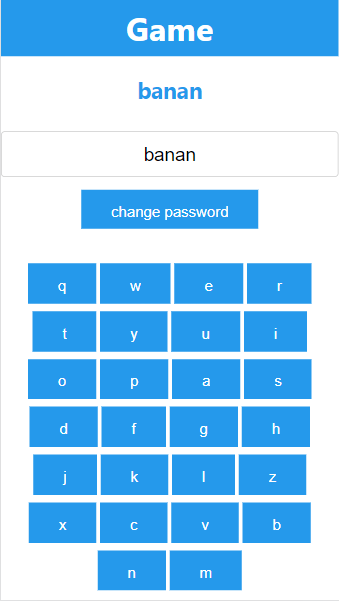 Game
banan
banan
change password
q w e r
t y u i
o p a s
d f g h
j k l z
x c v b
n m